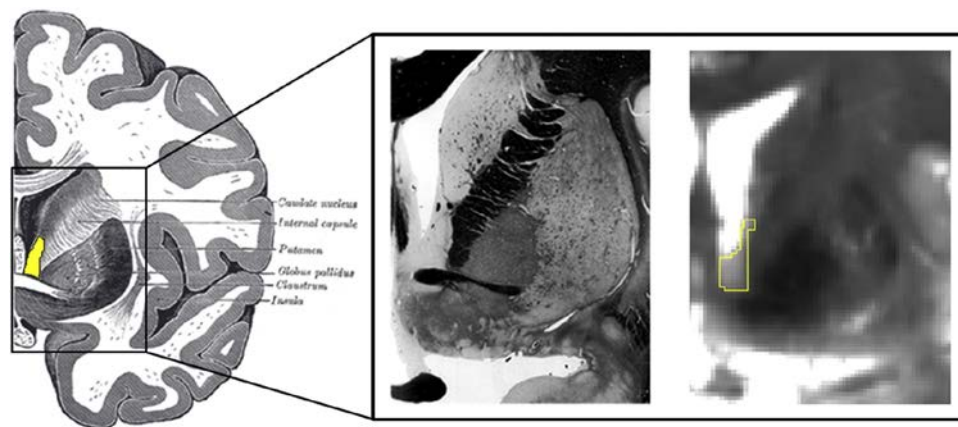 Caudate nucleus
Internal capsule
Putamen
Globus pallidus
Claustrum
Insula